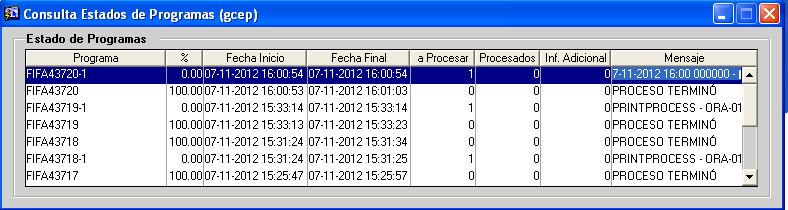 Consulta Estados de Programas (gcep)
Estado de Programas
Programa % Fecha Inicio Fecha Final a Procesar Procesados Inf. Adicional Mensaje
FIFA43720-1 0.00 07-11-2012 16:00:54 07-11-2012 16:00:54 1 0 0 7-11-2012 16:00 000000 -
FIFA43720 100.00 07-11-2012 16:00:53 07-11-2012 16:01:03 0 0 0 PROCESO TERMINÓ
FIFA43719-1 0.00 07-11-2012 15:33:14 07-11-2012 15:33:14 1 0 0 PRINTPROCESS - ORA-01
FIFA43719 100.00 07-11-2012 15:33:13 07-11-2012 15:33:23 0 0 0 PROCESO TERMINÓ
FIFA43718 100.00 07-11-2012 15:31:24 07-11-2012 15:31:34 0 0 0 PROCESO TERMINÓ
FIFA43718-1 0.00 07-11-2012 15:31:24 07-11-2012 15:31:25 1 0 0 PRINTPROCESS - ORA-01
FIFA43717 100.00 07-11-2012 15:25:47 07-11-2012 15:25:57 0 0 0 PROCESO TERMINÓ